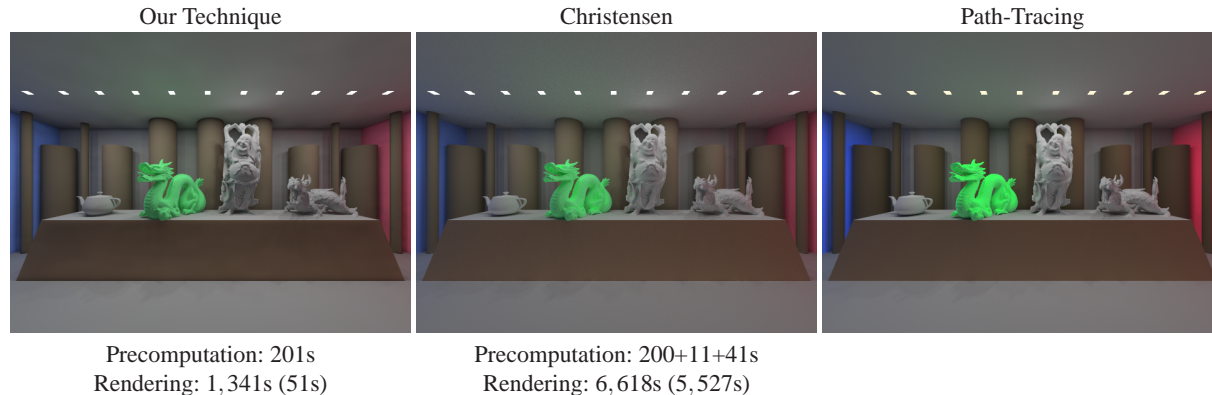 Our Technique
Christensen
Path-Tracing
Precomputation: 201s
Precomputation: 200+11+41s
Rendering: 1,341s (51s)
Rendering: 6,618s (5,527s)